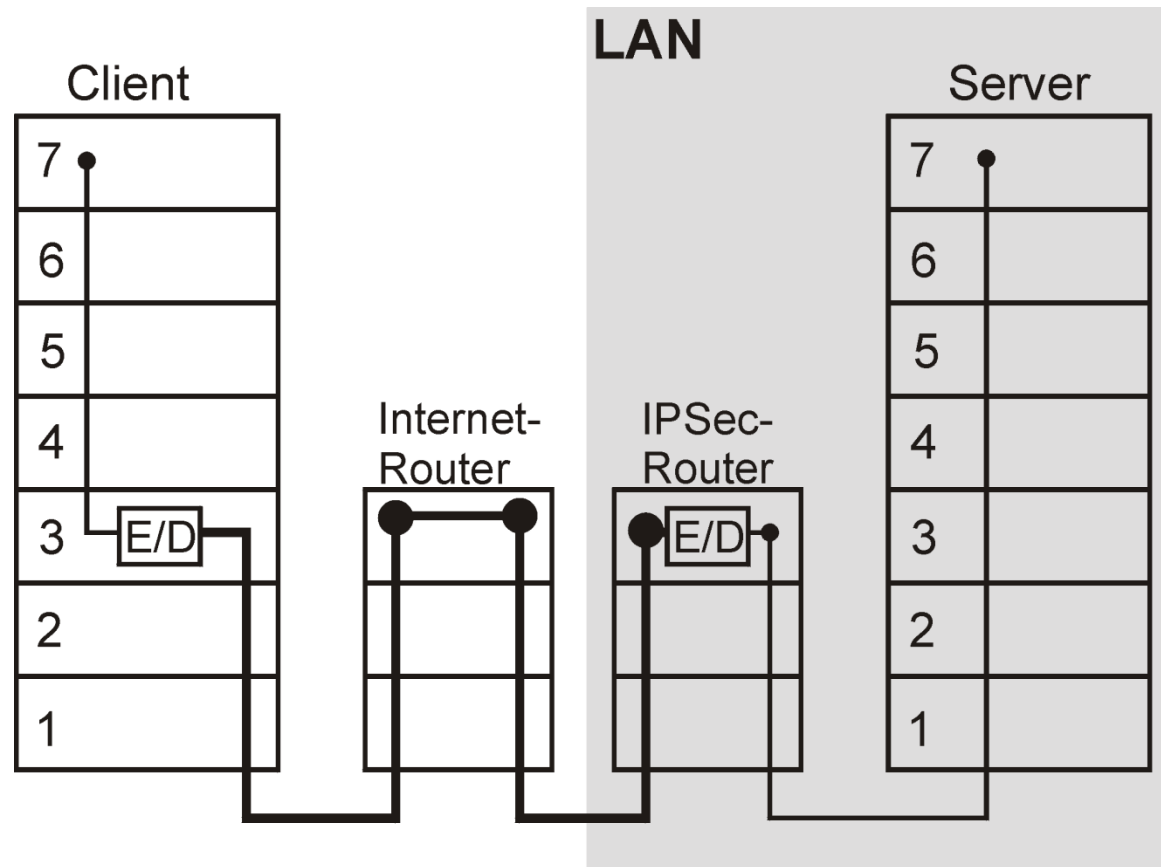 LAN
Client
Server
7
7
6
6
5
5
4
Internet-
Router
IPSec-
Router
4
3
E/D
E/D
3
2
2
1
1